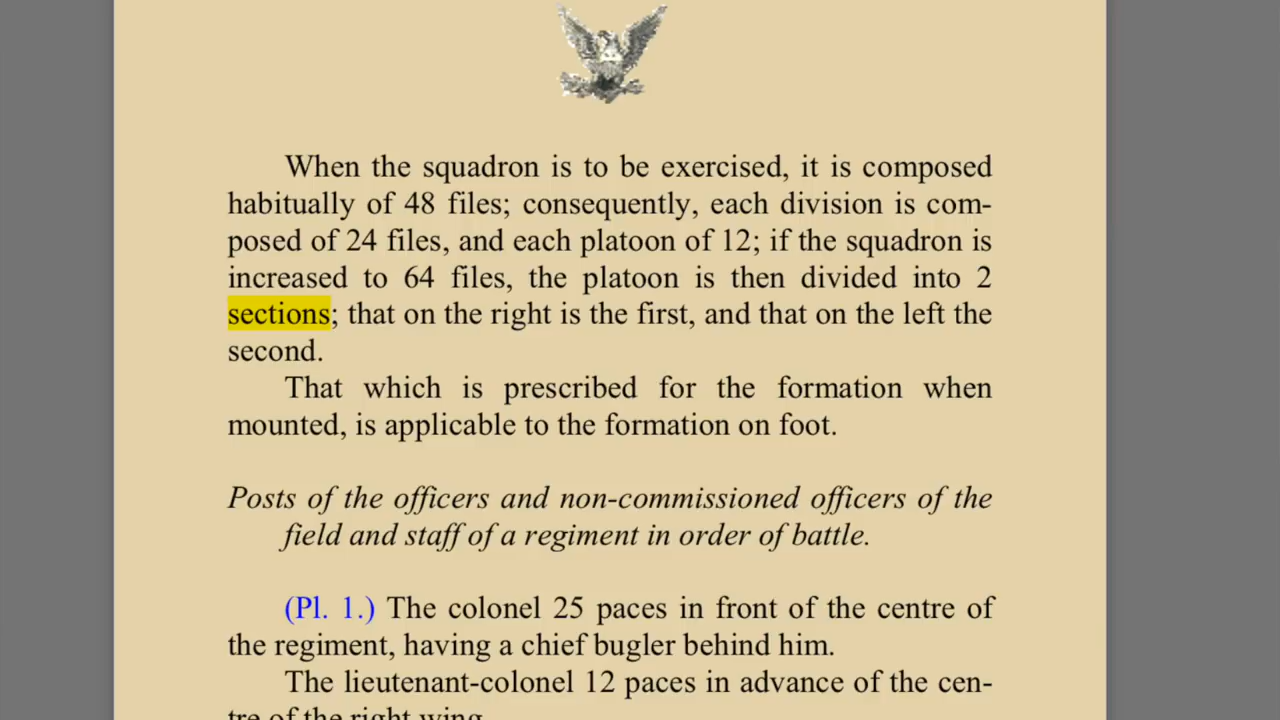 When the squadron is to be exercised, it is composed
habitually of 48 files; consequently, each division is com-
posed of 24 files, and each platoon of 12; if the squadron is
increased to 64 files, the platoon is then divided into 2
sections; that on the right is the first, and that on the left the
second.
That which is prescribed for the formation when
mounted, is applicable to the formation on foot.
Posts of the officers and non-commissioned officers of the
field and staff of a regiment in order of battle.
(Pl. 1.) The colonel 25 paces in front of the centre of
the regiment, having a chief bugler behind him.
The lieutenant-colonel 12 paces in advance of the cen-
tre of the right wing.